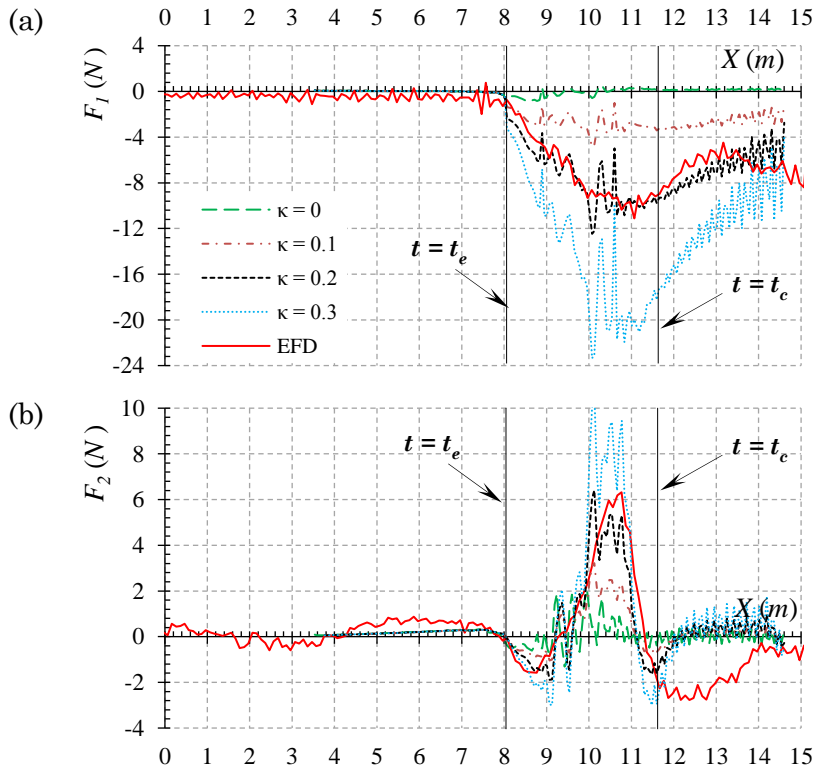 (a)
0 1 2 3 4 5 6 7 8 9 10 11 12 13 14 15
4
0
-4
-8
-12
-16
-20
-24
F1 (N)
X (m)
κ = 0
κ = 0.1
κ = 0.2
κ = 0.3
EFD
t = te
t = tc
(b)
10
8
6
4
2
0
-2
-4
F2 (N)
t = te
t = tc
X (m)
0 1 2 3 4 5 6 7 8 9 10 11 12 13 14 15